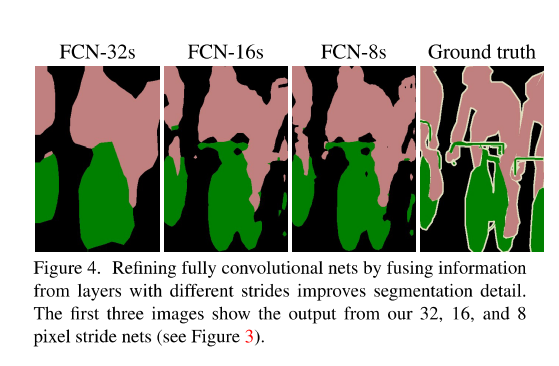 FCN-32s FCN-16s FCN-8s Ground truth
Figure 4. Refining fully convolutional nets by fusing information
from layers with different strides improves segmentation detail.
The first three images show the output from our 32, 16, and 8
pixel stride nets (see Figure 3).